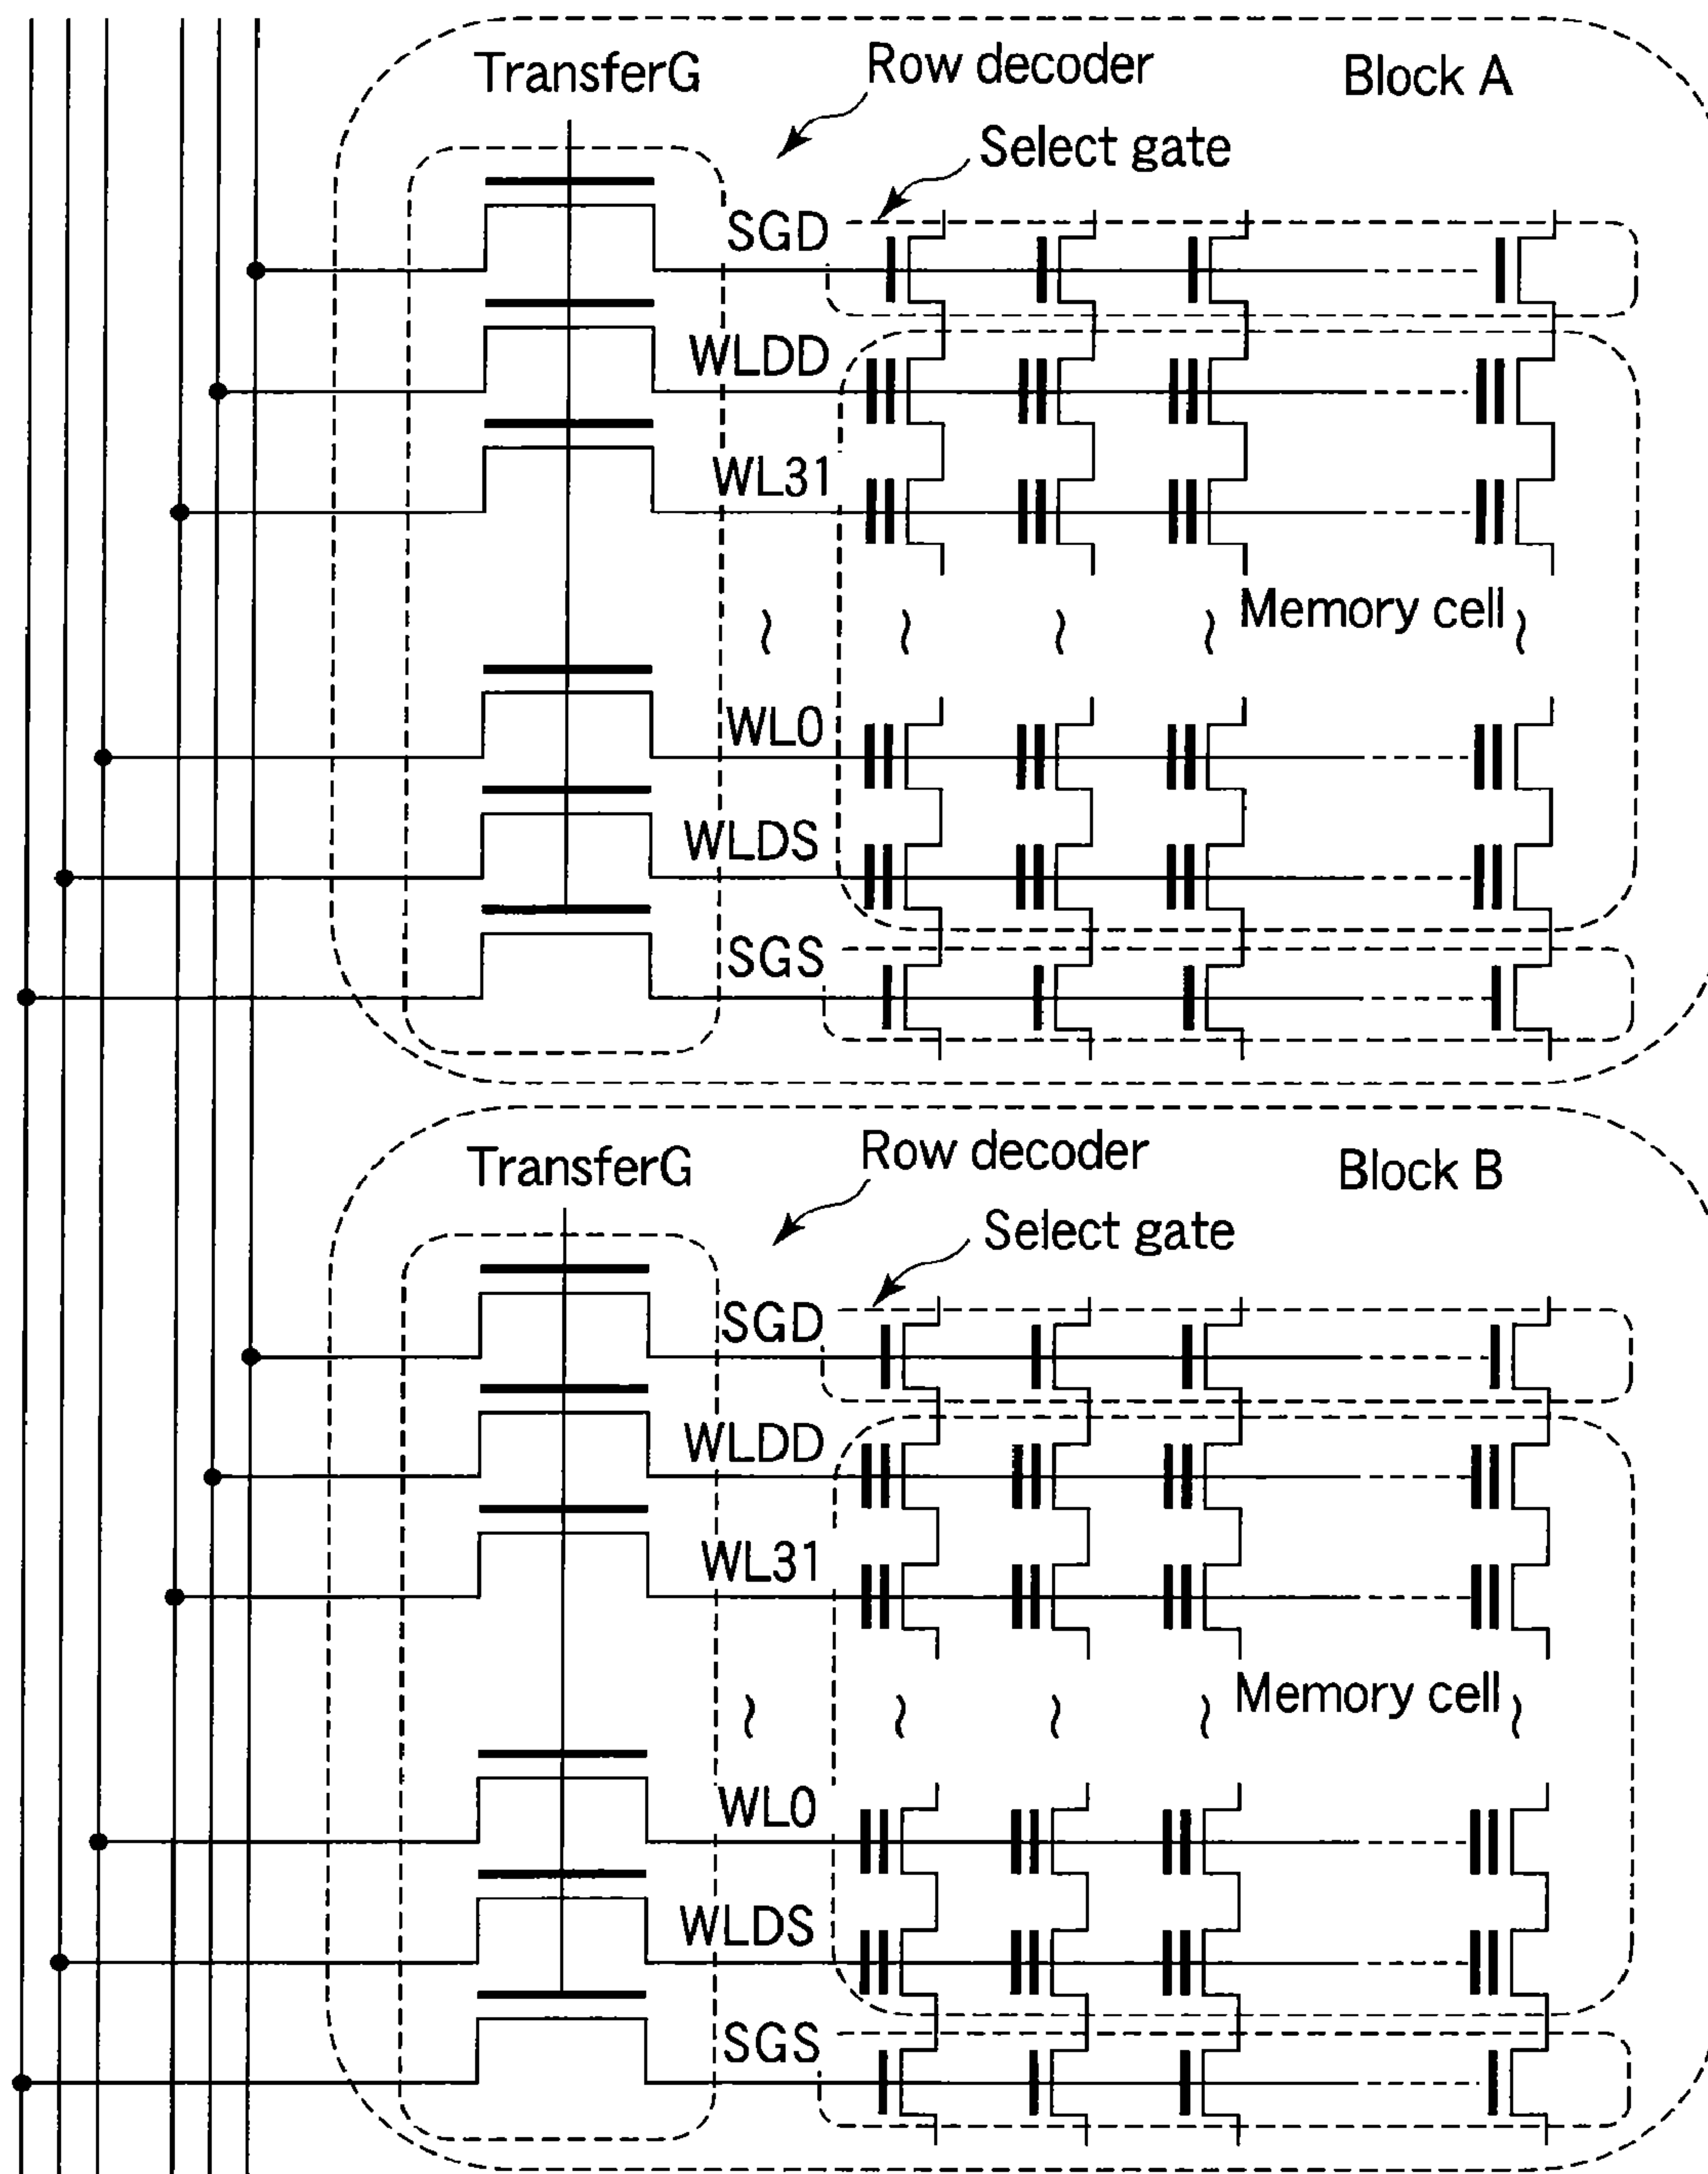 TransferG
Row decoder
Block A
Select gate
SGD
WLDD
WL31
Memory cell
WL0
WLDS
SGS
TransferG
Row decoder
Block B
Select gate
SGD
WLDD
WL31
Memory cell
WL0
WLDS
SGS